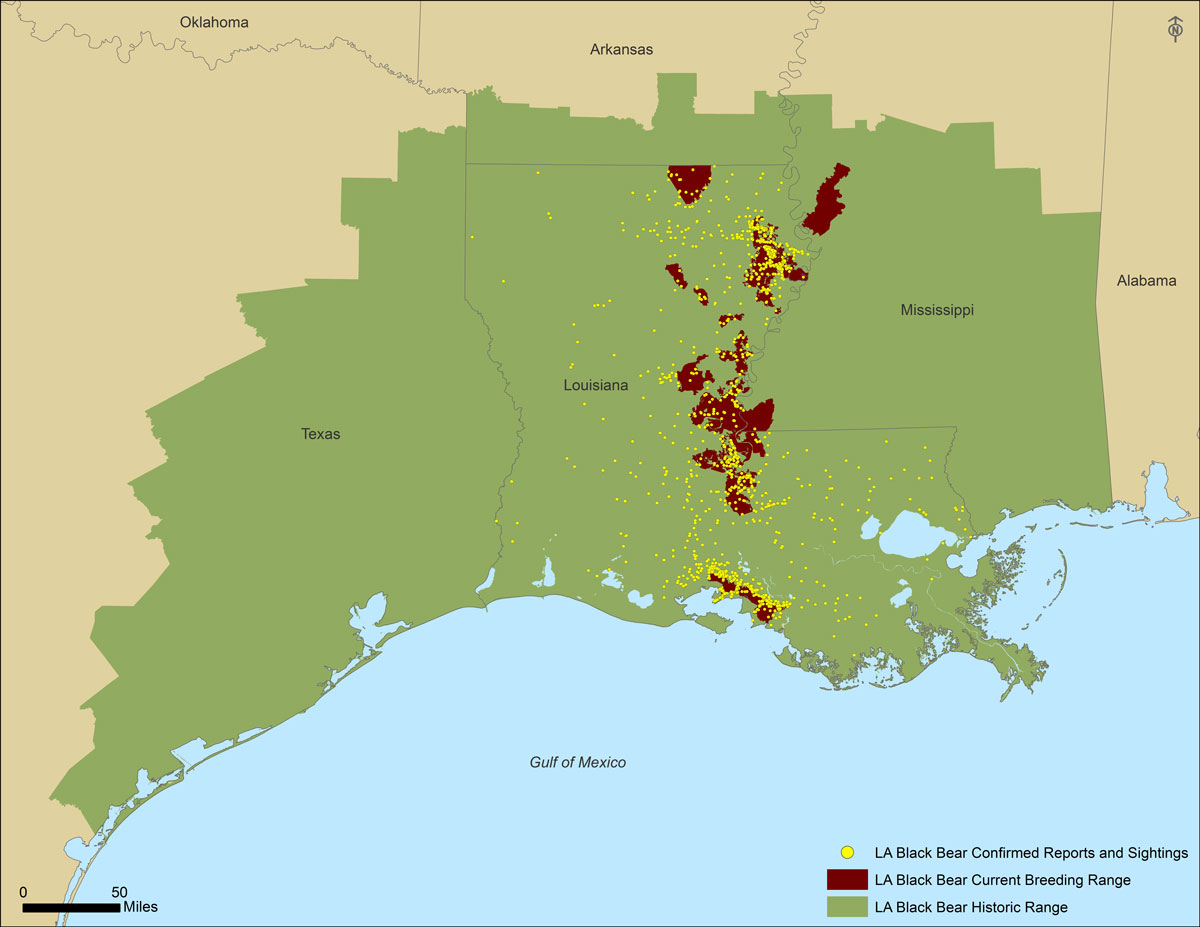 Oklahoma
Arkansas
N
Alabama
Mississippi
Louisiana
Texas
Gulf of Mexico
LA Black Bear Confirmed Reports and Sightings
LA Black Bear Current Breeding Range
LA Black Bear Historic Range
0 50
Miles